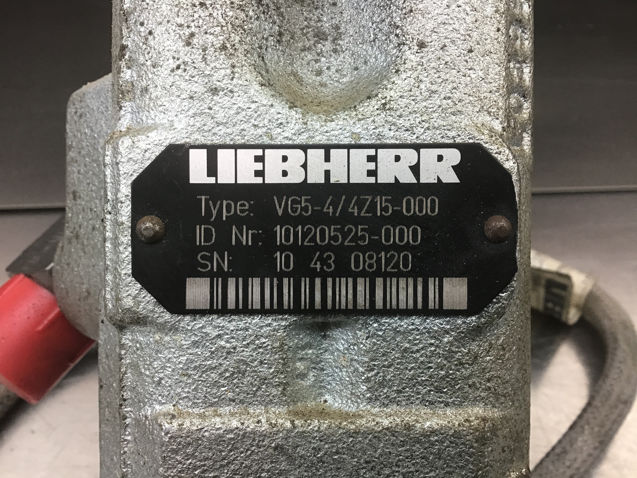 LIEBHERR
Type: VG5-4/4Z15-000
ID Nr: 10120525-000
SN: 10 43 08120